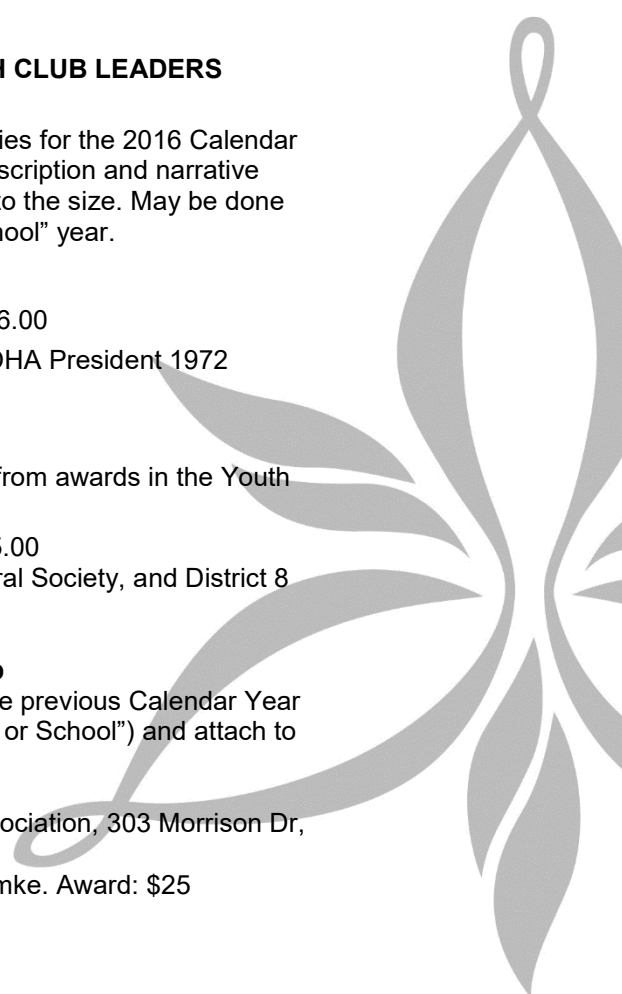 H CLUB LEADERS
ies for the 2016 Calendar
scription and narrative
to the size. May be done
hool” year.
6.00
OHA President 1972
from awards in the Youth
5.00
ral Society, and District 8
e previous Calendar Year
or School”) and attach to
ociation, 303 Morrison Dr,
mke. Award: $25